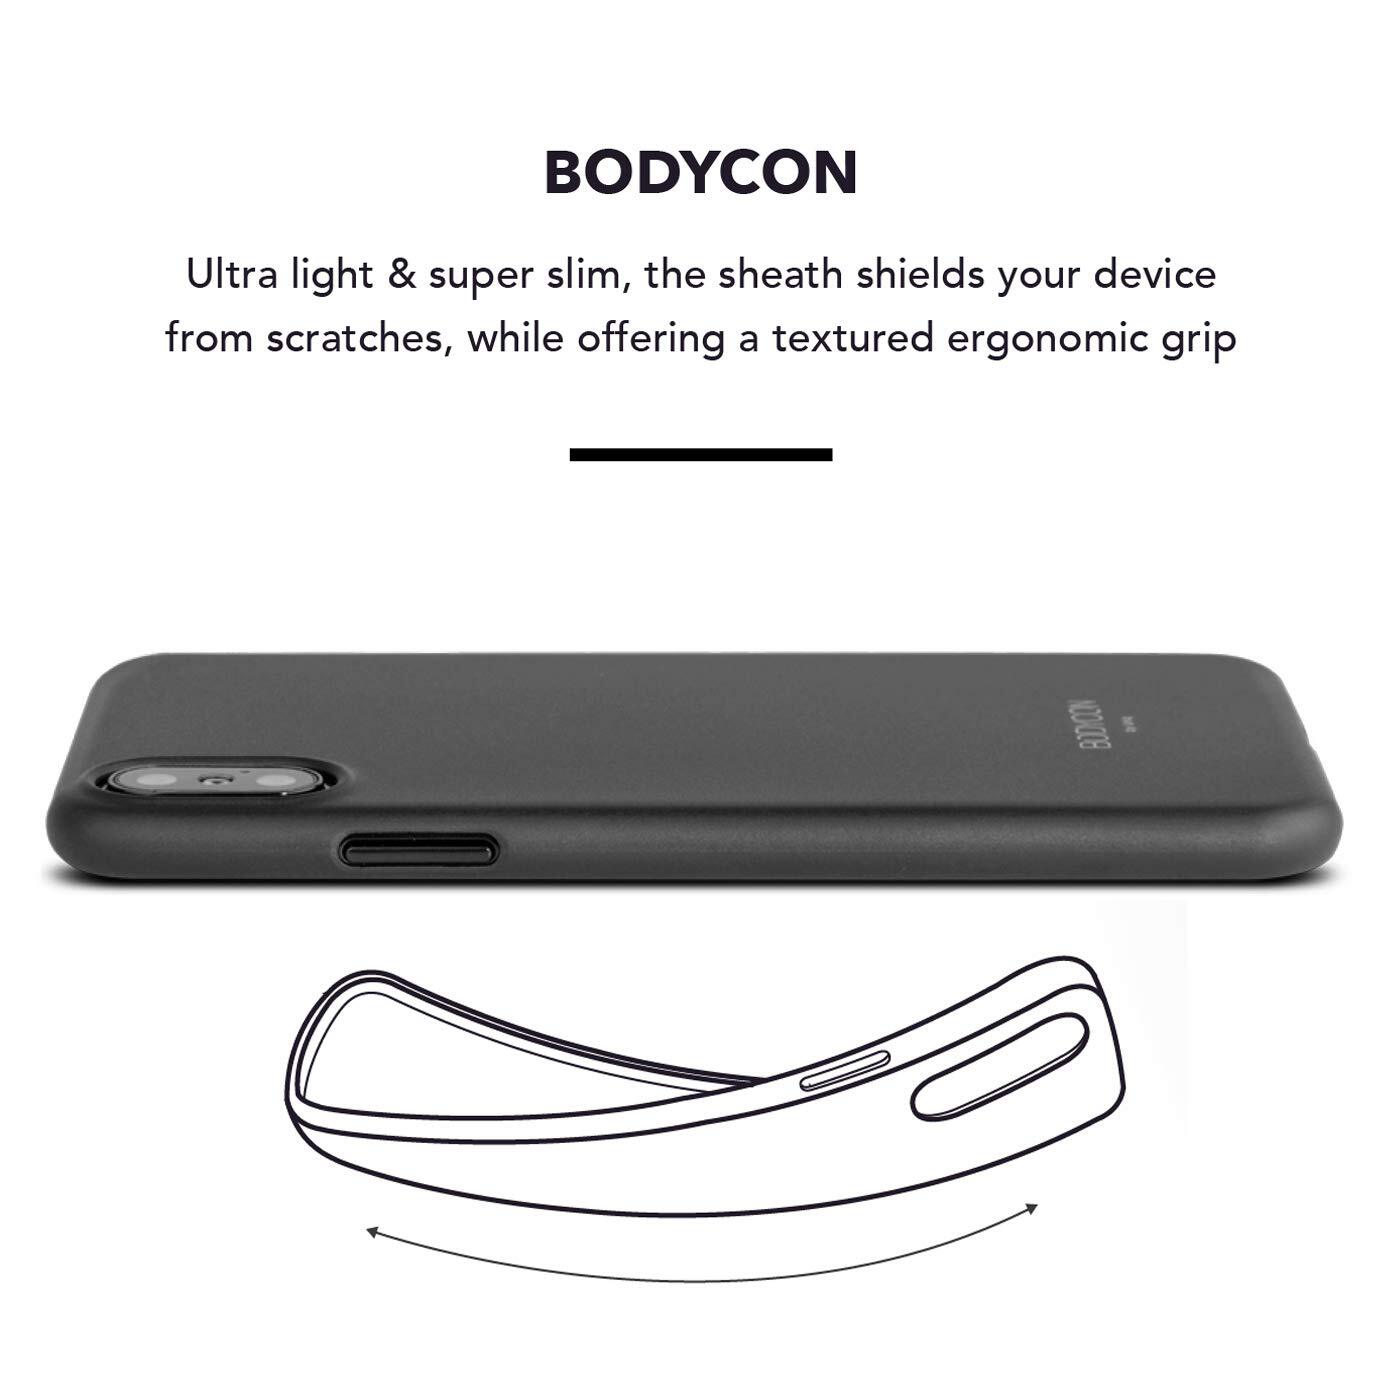 BODYCON
Ultra light & super slim, the sheath shields your device
from scratches, while offering a textured ergonomic grip
BODYCON